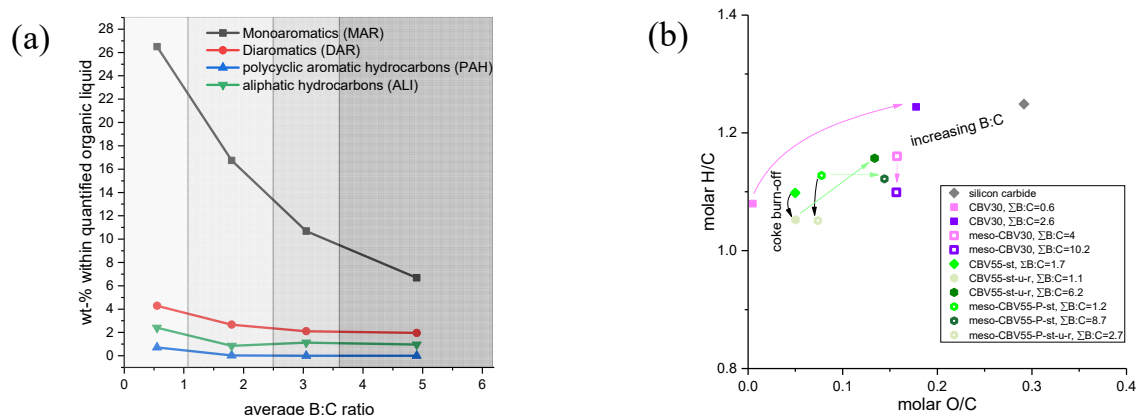 (a)
wt-% within quantified organic liquid
28
26
24
22
20
18
16
14
12
10
8
6
4
2
0
Monoaromatics (MAR)
Diaromatics (DAR)
polycyclic aromatic hydrocarbons (PAH)
aliphatic hydrocarbons (ALI)
0 1 2 3 4 5 6
average B:C ratio
(b)
molar H/C
1.4
1.2
1.0
0.8
increasing B:C
coke burn-off
silicon carbide
CBV30, ∑B:C=0.6
CBV30, ∑B:C=2.6
meso-CBV30, ∑B:C=4
meso-CBV30, ∑B:C=10.2
CBV55-st, ∑B:C=1.7
CBV55-st-u-r, ∑B:C=1.1
CBV55-st-u-r, ∑B:C=6.2
meso-CBV55-P-st, ∑B:C=1.2
meso-CBV55-P-st, ∑B:C=8.7
meso-CBV55-P-st-u-r, ∑B:C=2.7
0.0 0.1 0.2 0.3 0.4
molar O/C